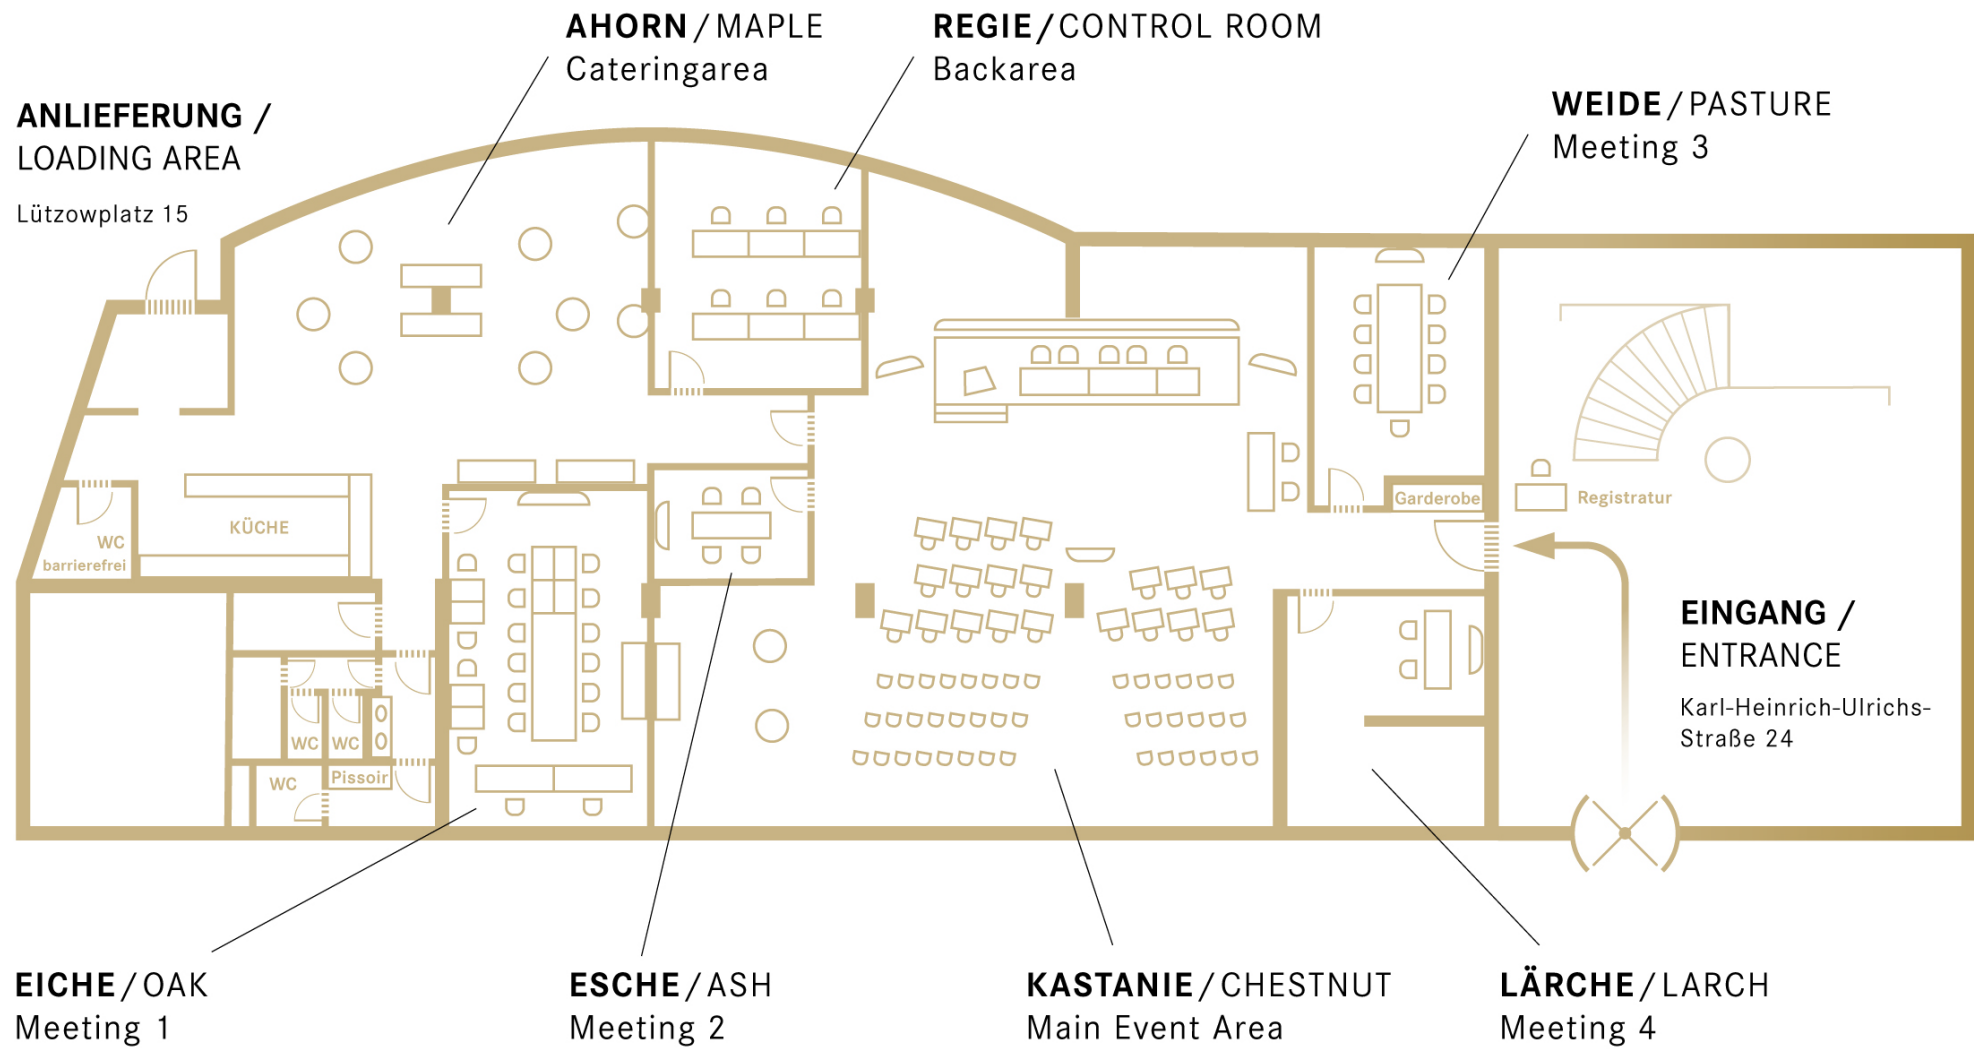 AHORN/MAPLE
Cateringarea
REGIE/CONTROL ROOM
Backarea
WEIDE/PASTURE
Meeting 3
ANLIEFERUNG /
LOADING AREA
Lützowplatz 15
Garderobe
Registratur
KÜCHE
WC
barrierefrei
EINGANG /
ENTRANCE
Karl-Heinrich-Ulrichs-
Straße 24
WC
WC
WC
Pissoir
EICHE/OAK
Meeting 1
ESCHE/ASH
Meeting 2
KASTANIE/CHESTNUT
Main Event Area
LÄRCHE/LARCH
Meeting 4